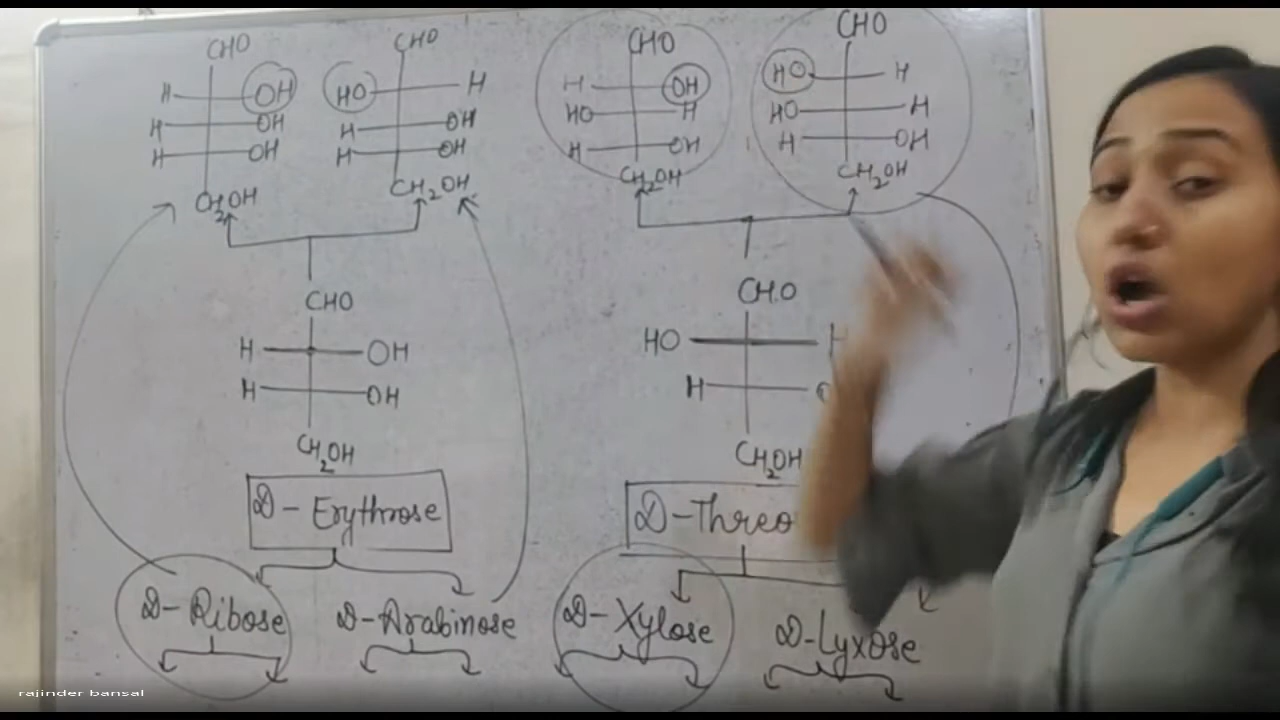 CHO
H OH
H OH
H OH
CH2OH
CHO
HO H
H OH
H OH
CH2OH
CHO
H OH
HO H
H OH
CH2OH
CHO
HO H
HO H
H OH
CH2OH
CHO
H OH
H OH
CH2OH
CHO
HO H
H
CH2OH
D-Erythrose
D-Threo
D-Ribose
D-Arabinose
D-Xylose
D-Lyxose
rajinder bansal